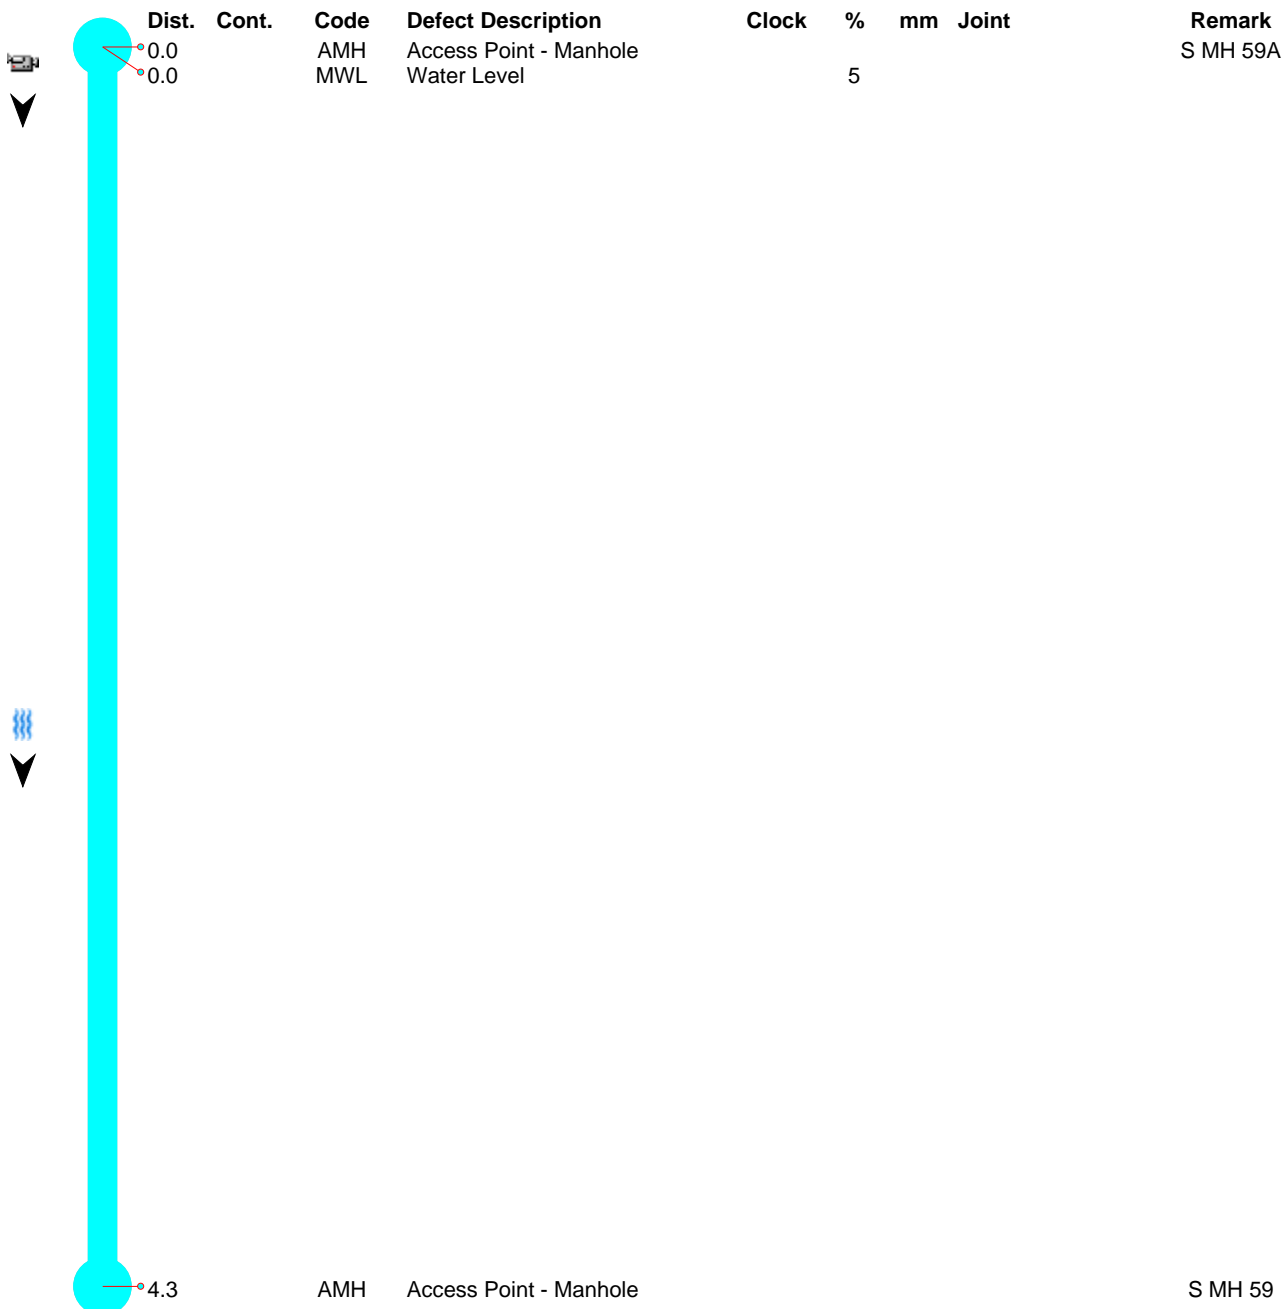 Dist. Cont. Code Defect Description Clock % mm Joint Remark
0.0 AMH Access Point - Manhole S MH 59A
0.0 MWL Water Level 5
4.3 AMH Access Point - Manhole S MH 59